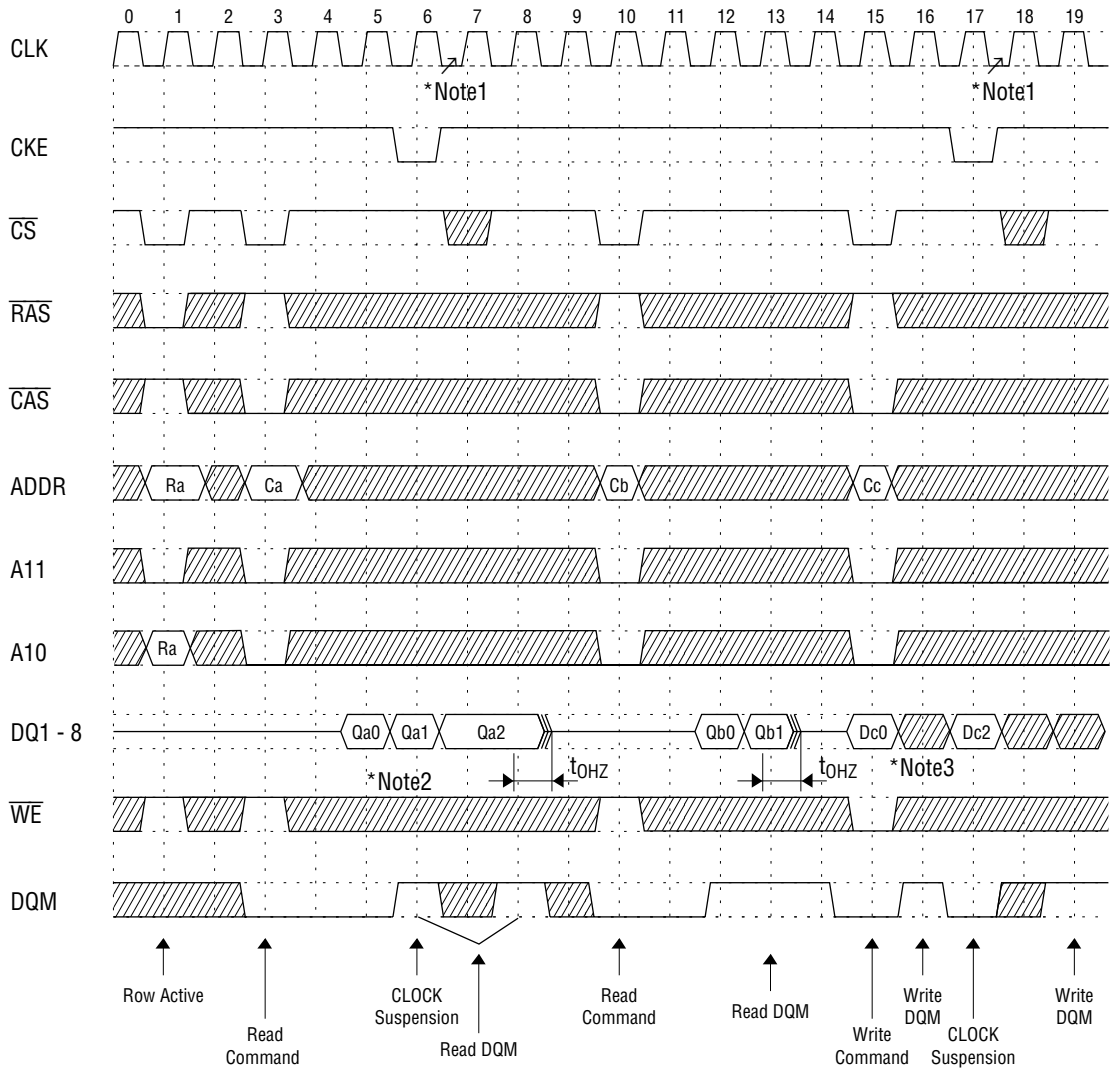 0 1 2 3 4 5 6 7 8 9 10 11 12 13 14 15 16 17 18 19
CLK
*Note1 *Note1
CKE
CS
RAS
CAS
ADDR Ra Ca Cb Cc
A11
A10 Ra
DQ1 - 8 Qa0 Qa1 Qa2 Qb0 Qb1 Dc0 Dc2
*Note2 tOHZ tOHZ *Note3
WE
DQM
Row Active
Read
Command
CLOCK
Suspension
Read DQM
Read
Command
Read DQM
Write
Command
Write
DQM
CLOCK
Suspension
Write
DQM